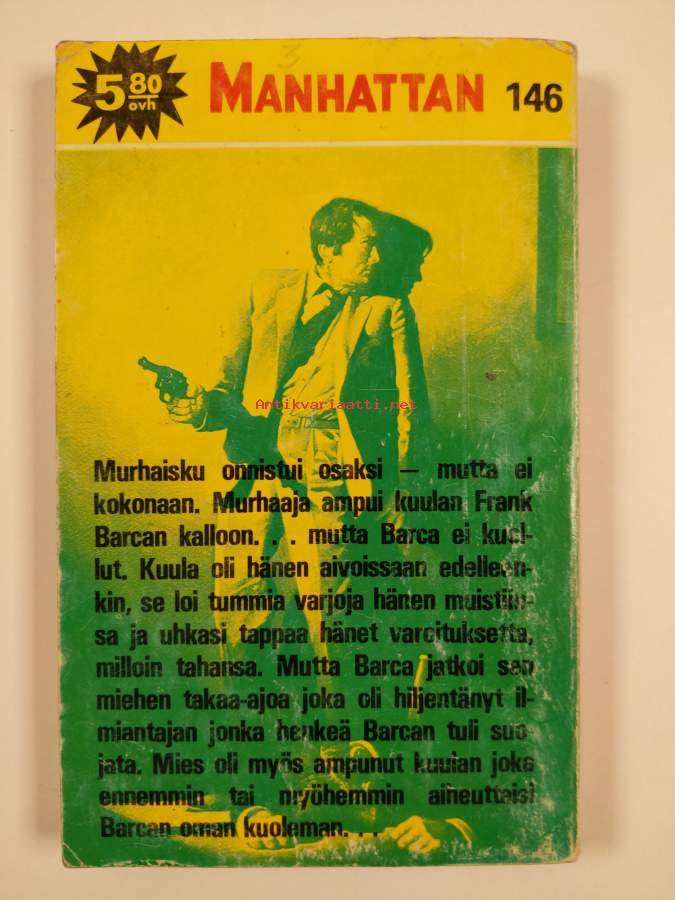 3
5 80 ovh MANHATTAN 146
Antikvariaatti.net
Murhaisku onnistui osaksi — mutta ei
kokonaan. Murhaaja ampui kuulan Frank
Barcan kalloon. . . mutta Barca ei kuol-
lut. Kuula oli hänen aivoissaan edelleen-
kin, se loi tummia varjoja hänen muistiin-
sa ja uhkasi tappaa hänet varoituksetta,
milloin tahansa. Mutta Barca jatkoi sen
miehen takaa-ajoa joka oli hiljentänyt il-
miantajan jonka henkeä Barcan tuli suo-
jata. Mies oli myös ampunut kuulan joka
ennemmin tai myöhemmin aiheuttaisi
Barcan oman kuoleman. . .